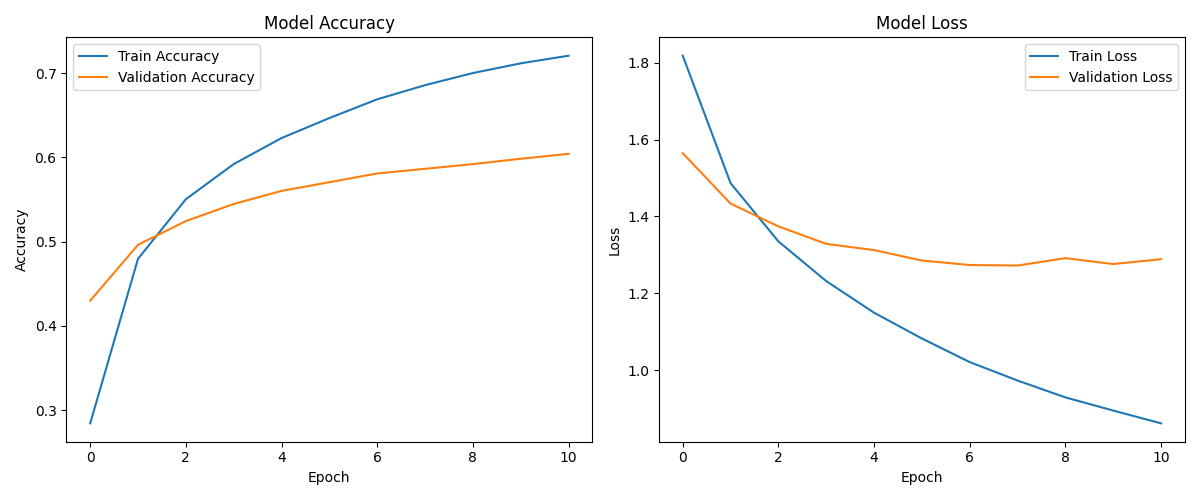 Model Accuracy
Train Accuracy
Validation Accuracy
0.7
0.6
0.5
0.4
0.3
Accuracy
0 2 4 6 8 10
Epoch
Model Loss
Train Loss
Validation Loss
1.8
1.6
1.4
1.2
1.0
Loss
0 2 4 6 8 10
Epoch